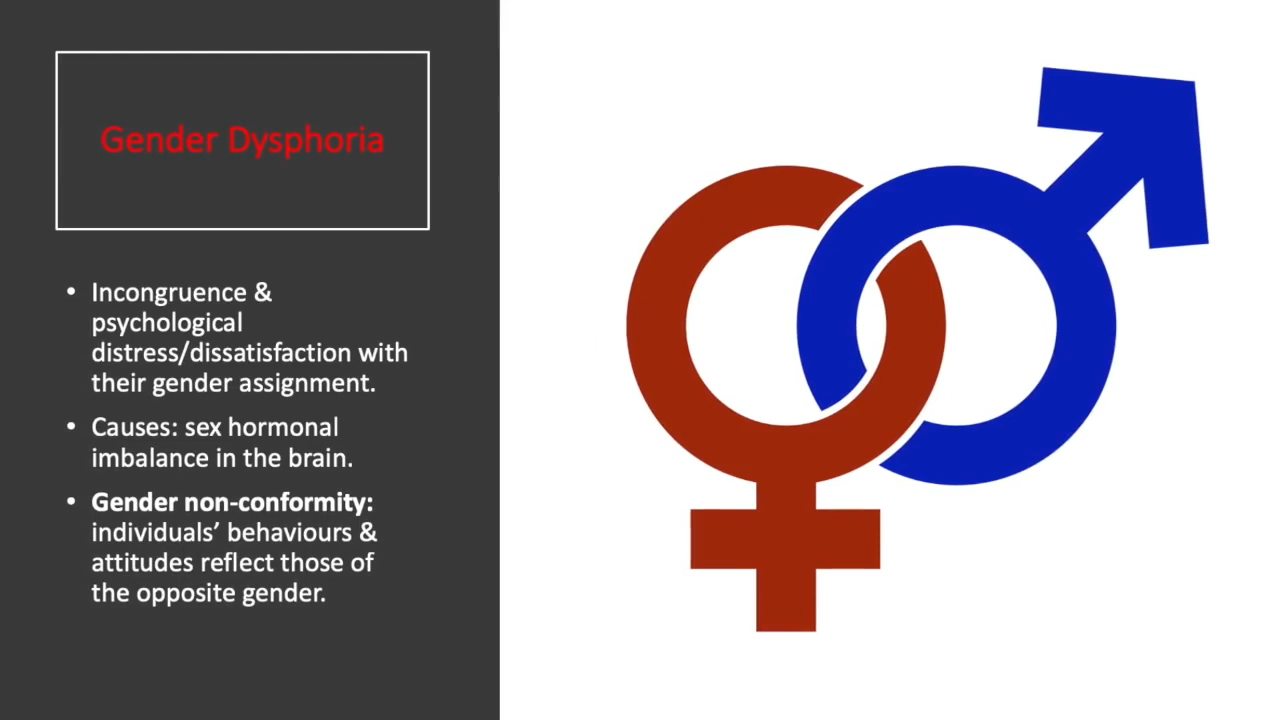 Gender Dysphoria
• Incongruence &
psychological
distress/dissatisfaction with
their gender assignment.
• Causes: sex hormonal
imbalance in the brain.
• Gender non-conformity:
individuals’ behaviours &
attitudes reflect those of
the opposite gender.